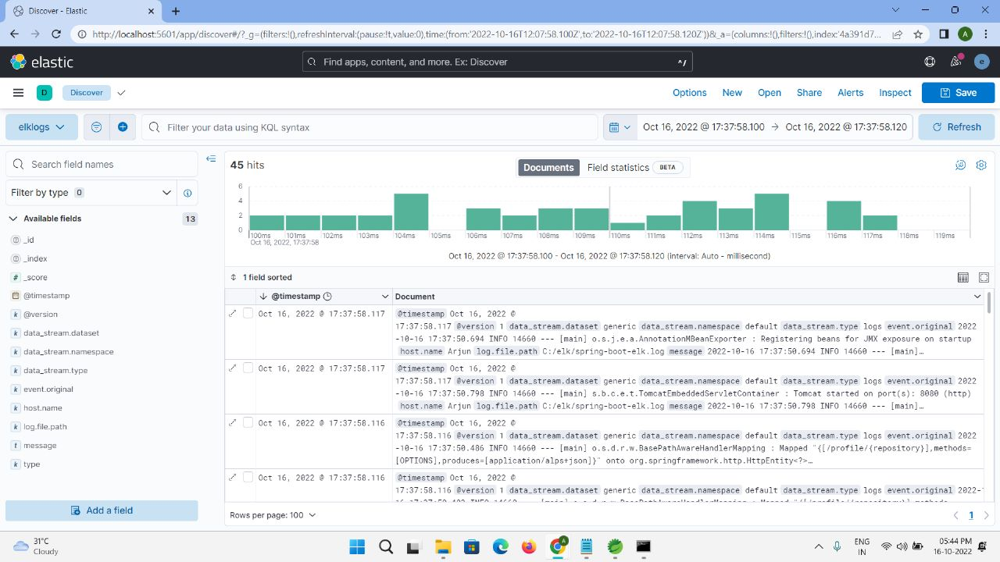 Discover - Elastic
http://localhost:5601/app/discover#/?_g=(filters:!(),refreshInterval:(pause:!t,value:0),time:(from:'2022-10-16T12:07:58.100Z',to:'2022-10-16T12:07:58.120Z'))&_a=(columns:!(),filters:!(),index:'4a391d7...
A
elastic
Find apps, content, and more. Ex: Discover
^/
e
D
Discover
Options
New
Open
Share
Alerts
Inspect
Save
elklogs
Filter your data using KQL syntax
Oct 16, 2022 @ 17:37:58.100 → Oct 16, 2022 @ 17:37:58.120
Refresh
Search field names
Filter by type 0
Available fields 13
_id
_index
_score
@timestamp
@version
data_stream.dataset
data_stream.namespace
data_stream.type
event.original
host.name
log.file.path
message
type
Add a field
45 hits
Documents
Field statistics BETA
6
4
2
0
100ms 101ms 102ms 103ms 104ms 105ms 106ms 107ms 108ms 109ms 110ms 111ms 112ms 113ms 114ms 115ms 116ms 117ms 118ms 119ms
Oct 16, 2022, 17:37:58
Oct 16, 2022 @ 17:37:58.100 - Oct 16, 2022 @ 17:37:58.120 (interval: Auto - millisecond)
1 field sorted
@timestamp Document
Oct 16, 2022 @ 17:37:58.117 @timestamp Oct 16, 2022 @
17:37:58.117 @version 1 data_stream.dataset generic data_stream.namespace default data_stream.type logs event.original 2022
-10-16 17:37:50.694 INFO 14660 --- [main] o.s.j.e.a.AnnotationMBeanExporter : Registering beans for JMX exposure on startup
host.name Arjun log.file.path C:/elk/spring-boot-elk.log message 2022-10-16 17:37:50.694 INFO 14660 --- [main]…
Oct 16, 2022 @ 17:37:58.117 @timestamp Oct 16, 2022 @
17:37:58.117 @version 1 data_stream.dataset generic data_stream.namespace default data_stream.type logs event.original 2022
-10-16 17:37:50.798 INFO 14660 --- [main] s.b.c.e.t.TomcatEmbeddedServletContainer : Tomcat started on port(s): 8080 (http)
host.name Arjun log.file.path C:/elk/spring-boot-elk.log message 2022-10-16 17:37:50.798 INFO 14660 --- [main]…
Oct 16, 2022 @ 17:37:58.116 @timestamp Oct 16, 2022 @
17:37:58.116 @version 1 data_stream.dataset generic data_stream.namespace default data_stream.type logs event.original 2022
-10-16 17:37:50.486 INFO 14660 --- [main] o.s.d.r.w.BasePathAwareHandlerMapping : Mapped "{[/profile/{repository}],methods=
[OPTIONS],produces=[application/alps+json]}" onto org.springframework.http.HttpEntity<?>…
Oct 16, 2022 @ 17:37:58.116 @timestamp Oct 16, 2022 @
17:37:58.116 @version 1 data_stream.dataset generic data_stream.namespace default data_stream.type logs event.original 2022-1
Rows per page: 100
1
31°C
Cloudy
A
ENG
IN
05:44 PM
16-10-2022